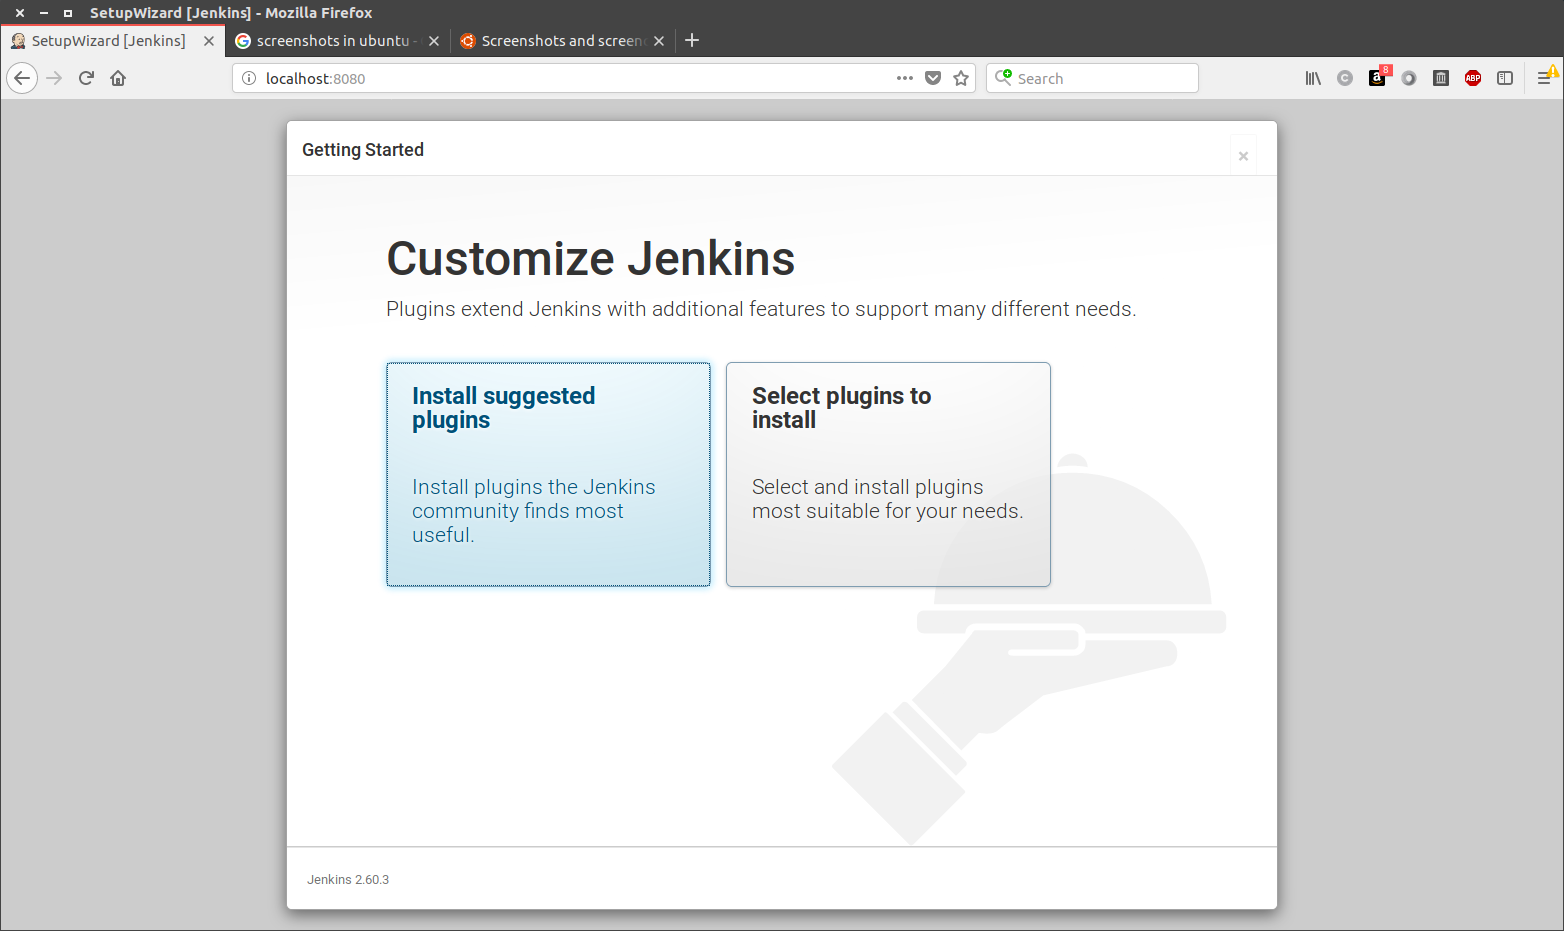 SetupWizard [Jenkins] - Mozilla Firefox
SetupWizard [Jenkins]
screenshots in ubuntu -
Screenshots and screen
localhost:8080
Search
8
a
ABP
C
Getting Started
Customize Jenkins
Plugins extend Jenkins with additional features to support many different needs.
Install suggested
plugins
Install plugins the Jenkins
community finds most
useful.
Select plugins to
install
Select and install plugins
most suitable for your needs.
Jenkins 2.60.3